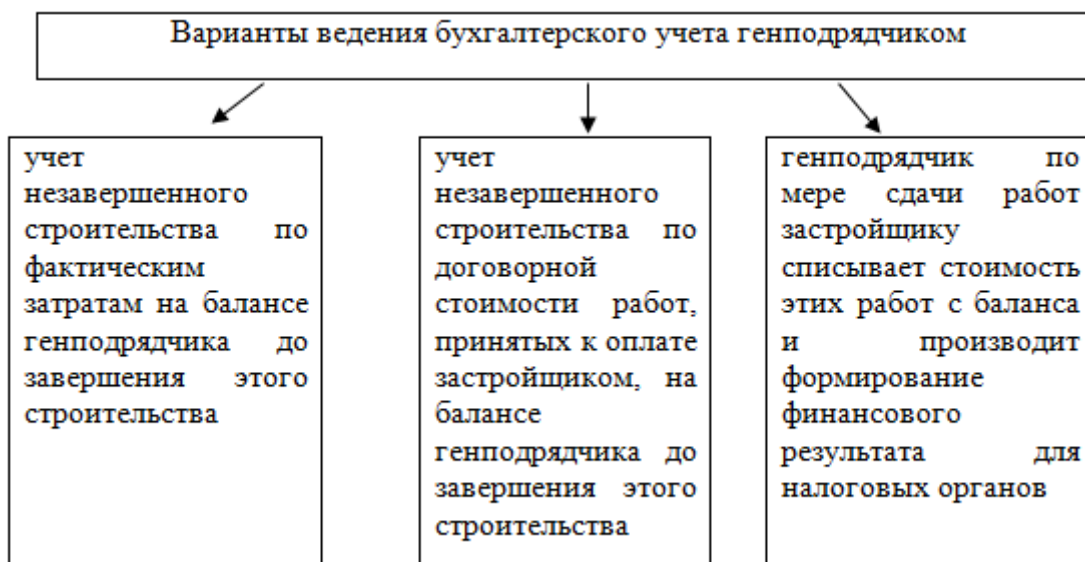 Варианты ведения бухгалтерского учета генподрядчиком
учет
незавершенного
строительства по
фактическим
затратам на балансе
генподрядчика до
завершения этого
строительства
учет
незавершенного
строительства по
договорной
стоимости работ,
принятых к оплате
застройщиком, на
балансе
генподрядчика до
завершения этого
строительства
генподрядчик по
мере сдачи работ
застройщику
списывает стоимость
этих работ с баланса
и производит
формирование
финансового
результата для
налоговых органов